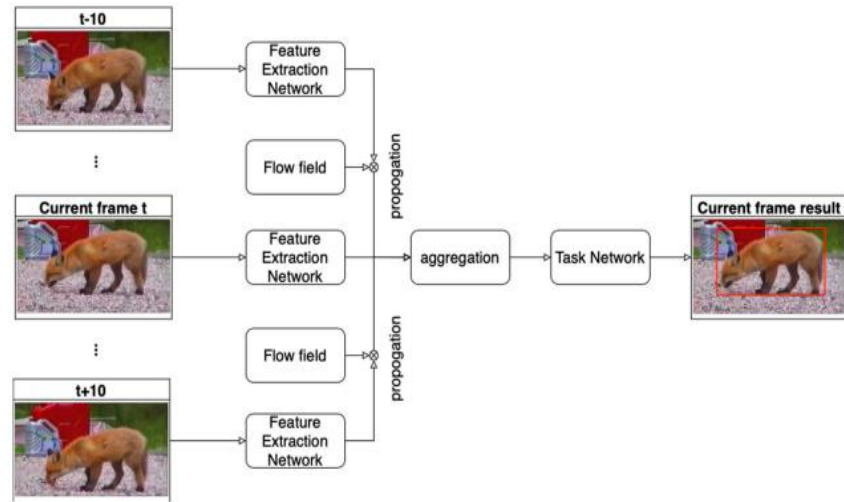 t-10
Feature
Extraction
Network
Flow field
propogation
Current frame t
Feature
Extraction
Network
aggregation
Task Network
Current frame result
Flow field
propogation
t+10
Feature
Extraction
Network